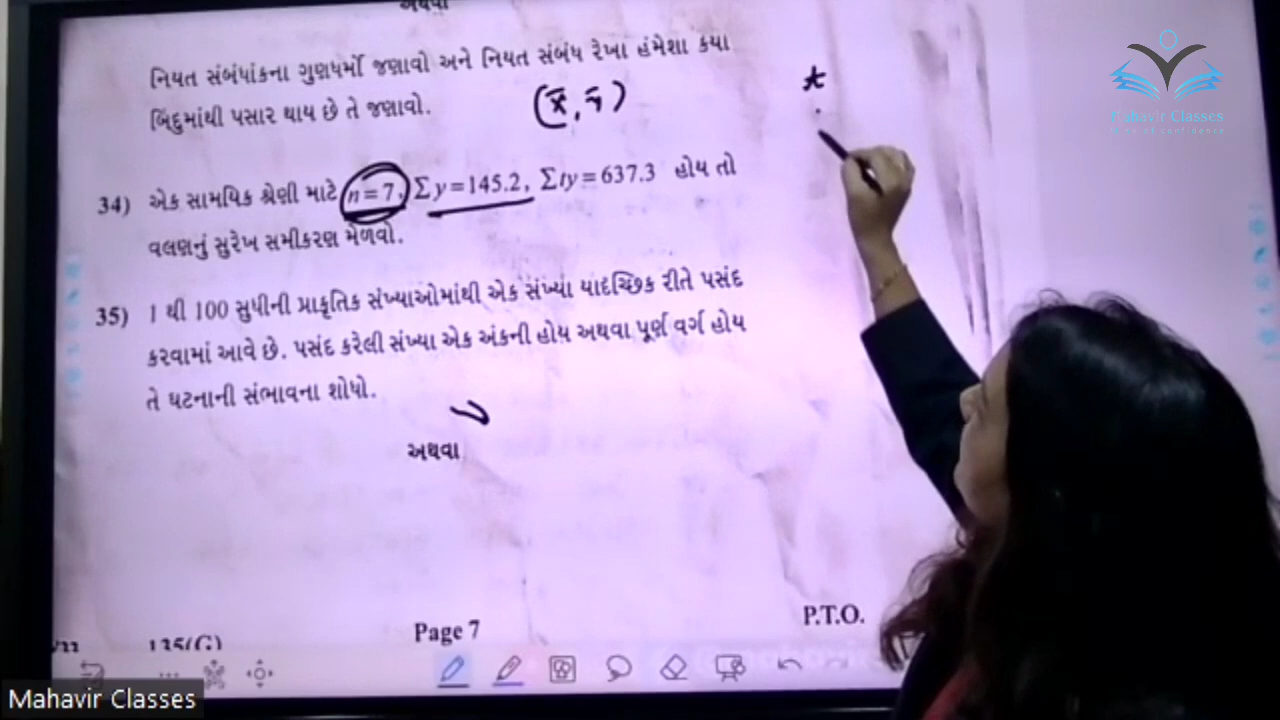 અથવા
નિયત સંબંધાંકના ગુણધર્મો જણાવો અને નિયત સંબંધ રેખા હંમેશા કયા
બિંદુમાંથી પસાર થાય છે તે જણાવો.
(x̄, ȳ)
34) એક સામયિક શ્રેણી માટે n = 7, ∑y = 145.2, ∑ty = 637.3 હોય તો
વલણનું સુરેખ સમીકરણ મેળવો.
35) 1 થી 100 સુધીની પ્રાકૃતિક સંખ્યાઓમાંથી એક સંખ્યા યાદચ્છિક રીતે પસંદ
કરવામાં આવે છે. પસંદ કરેલી સંખ્યા એક અંકની હોય અથવા પૂર્ણ વર્ગ હોય
તે ઘટનાની સંભાવના શોધો.
અથવા
135(G) Page 7 P.T.O.
Mahavir Classes
Mahavir Classes